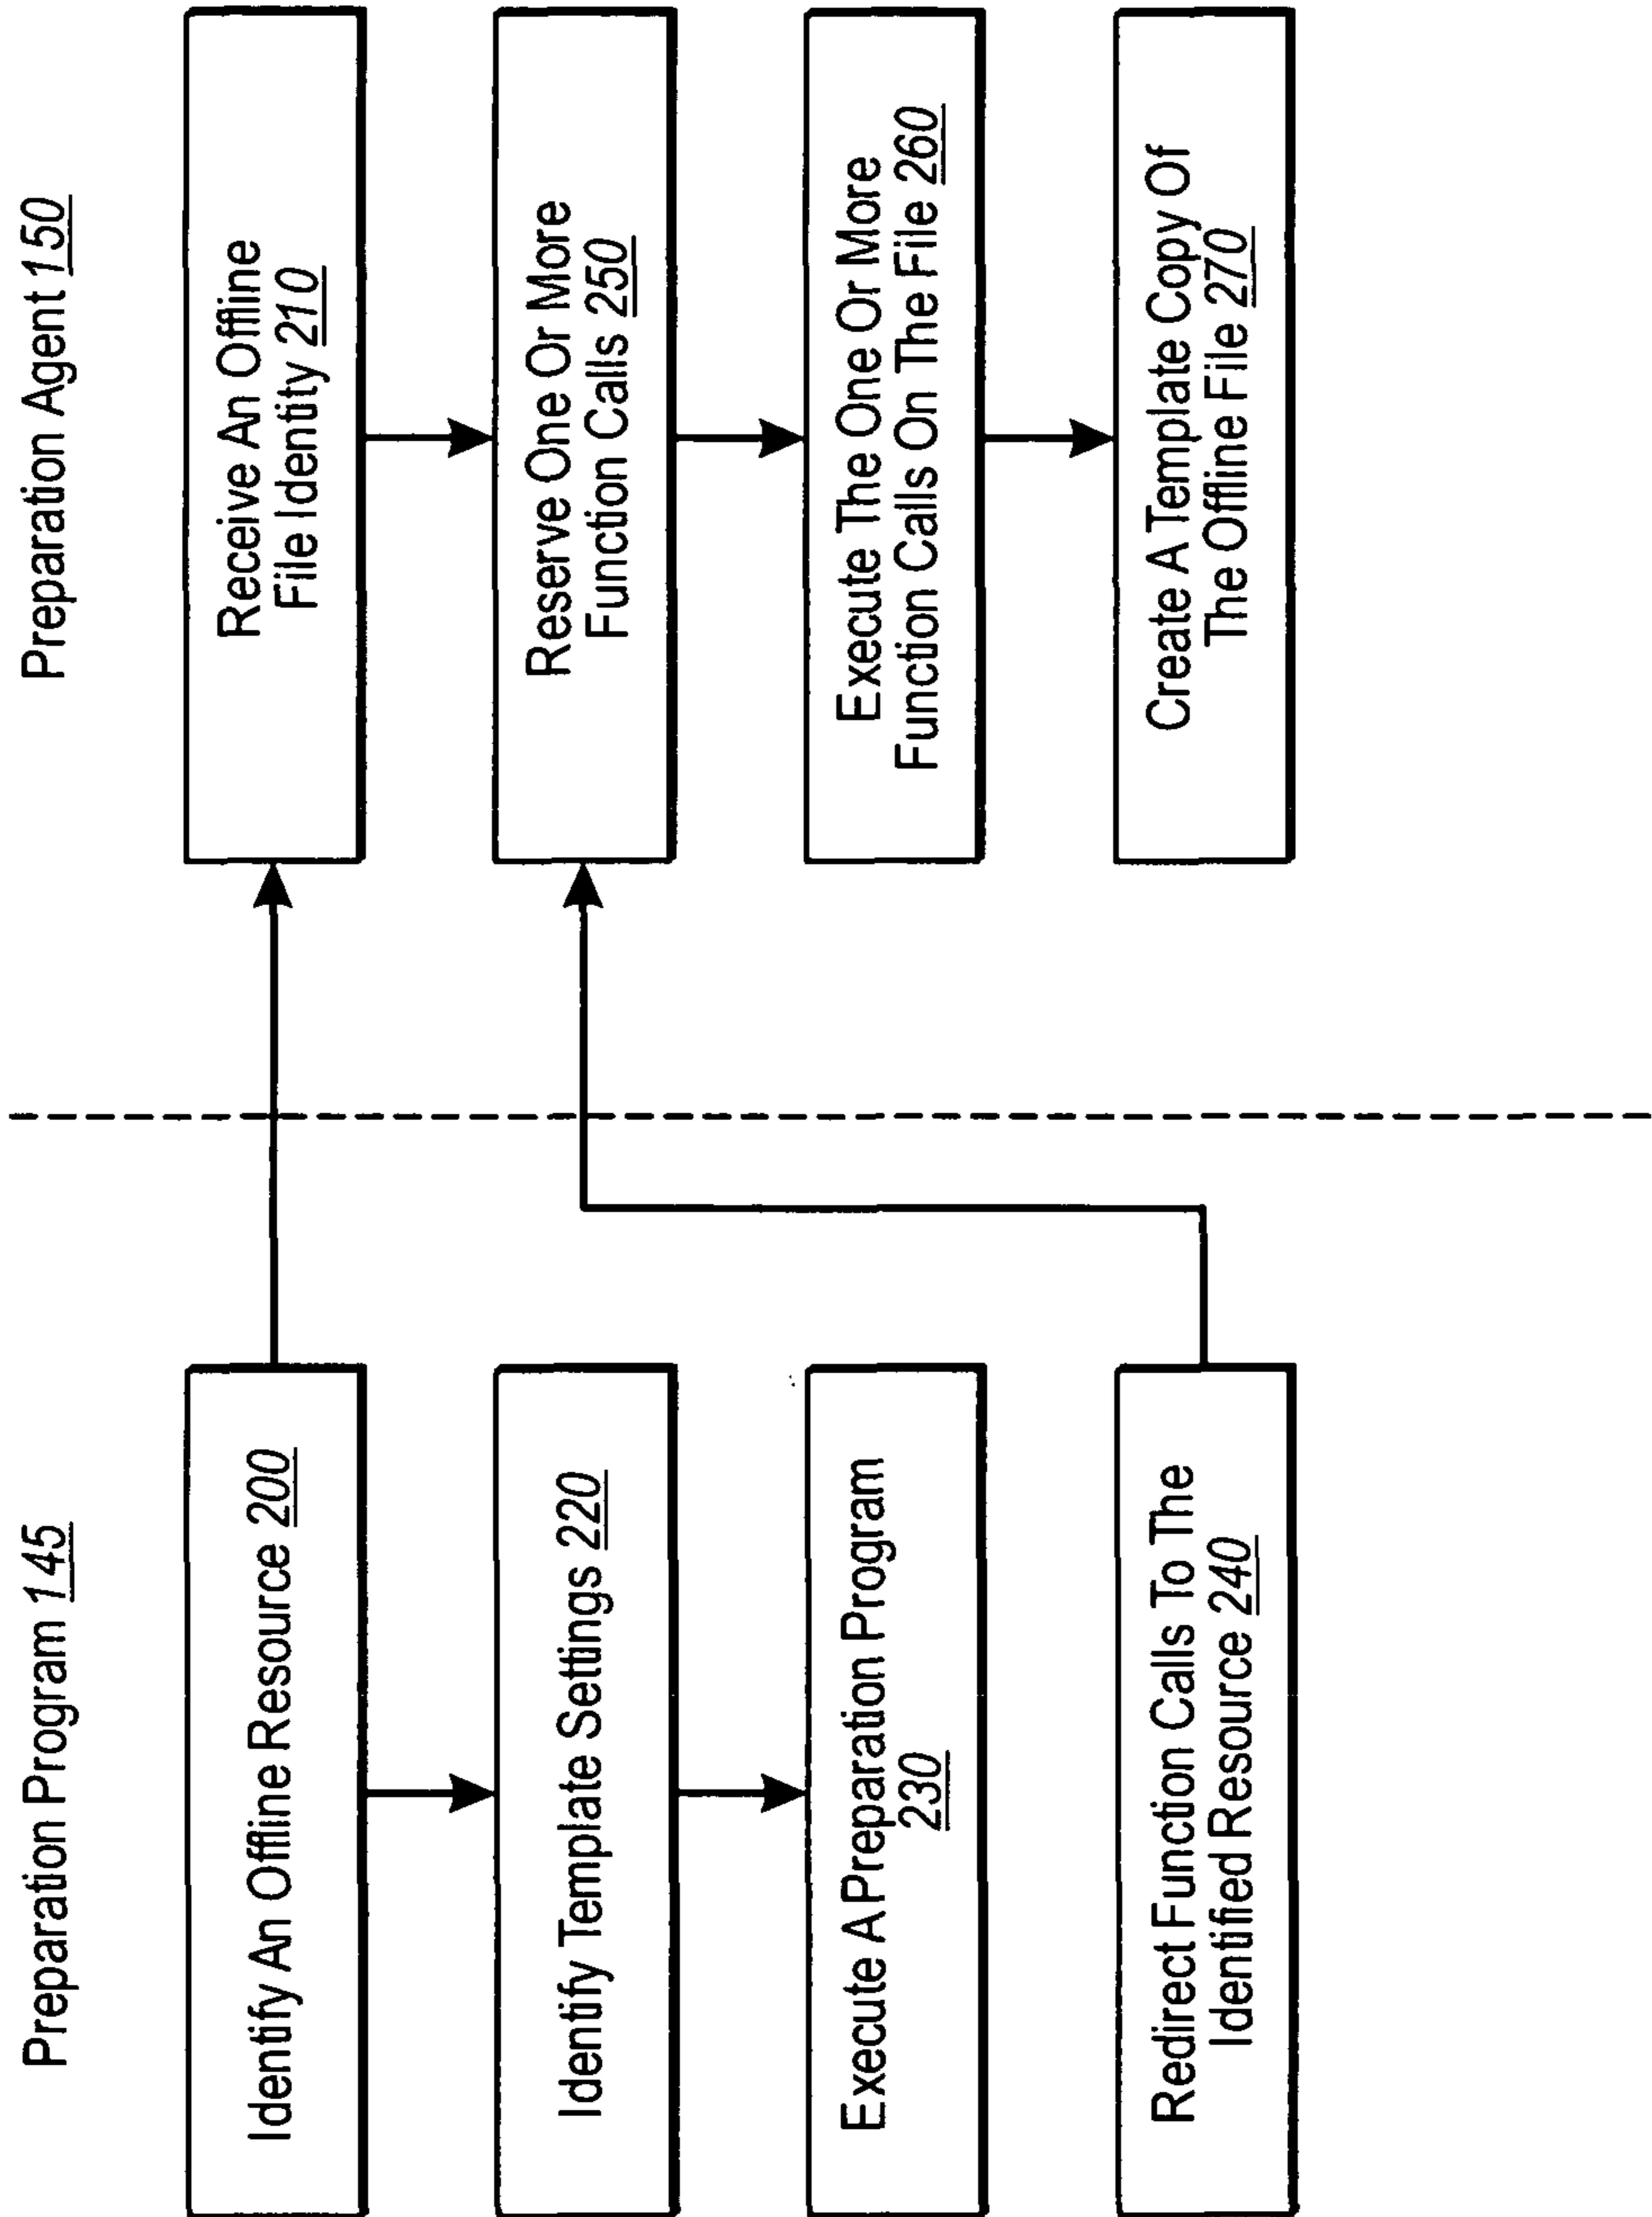 Preparation Program 145
Preparation Agent 150
Identify An Offline Resource 200
Receive An Offline
File Identity 210
Identify Template Settings 220
Reserve One Or More
Function Calls 250
Execute A Preparation Program
230
Execute The One Or More
Function Calls On The File 260
Redirect Function Calls To The
Identified Resource 240
Create A Template Copy Of
The Offline File 270